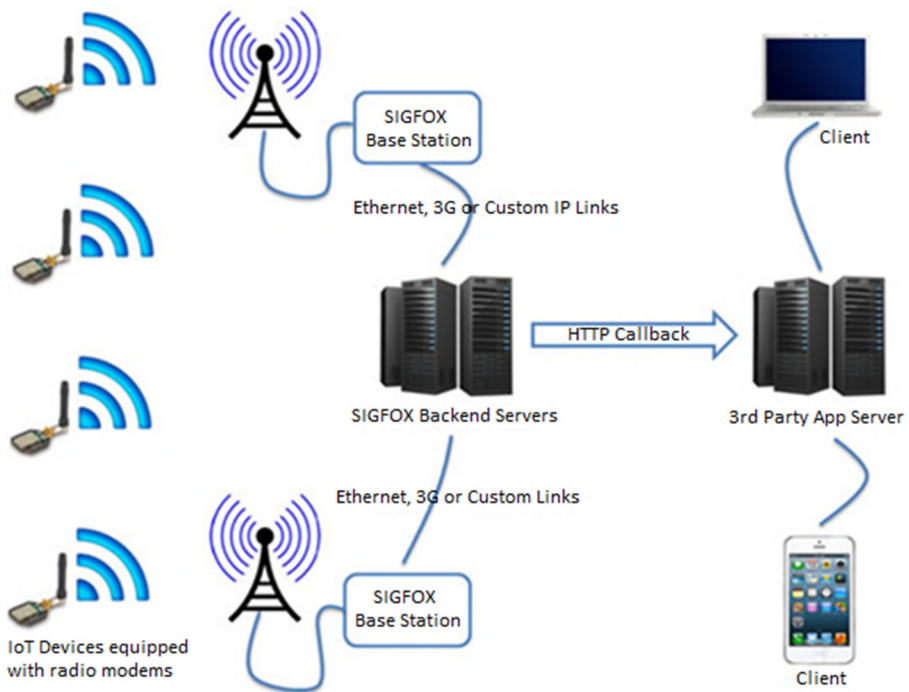 SIGFOX
Base Station
Client
Ethernet, 3G or Custom IP Links
HTTP Callback
SIGFOX Backend Servers
3rd Party App Server
Ethernet, 3G or Custom Links
SIGFOX
Base Station
IoT Devices equipped
with radio modems
Client